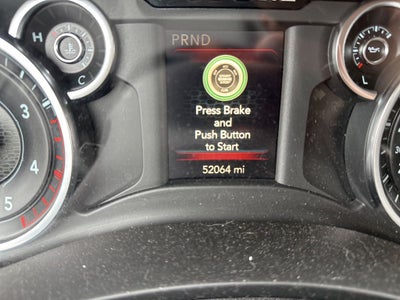 PRND
H
C
L
Press Brake
and
Push Button
to Start
52064 mi
3
4
5